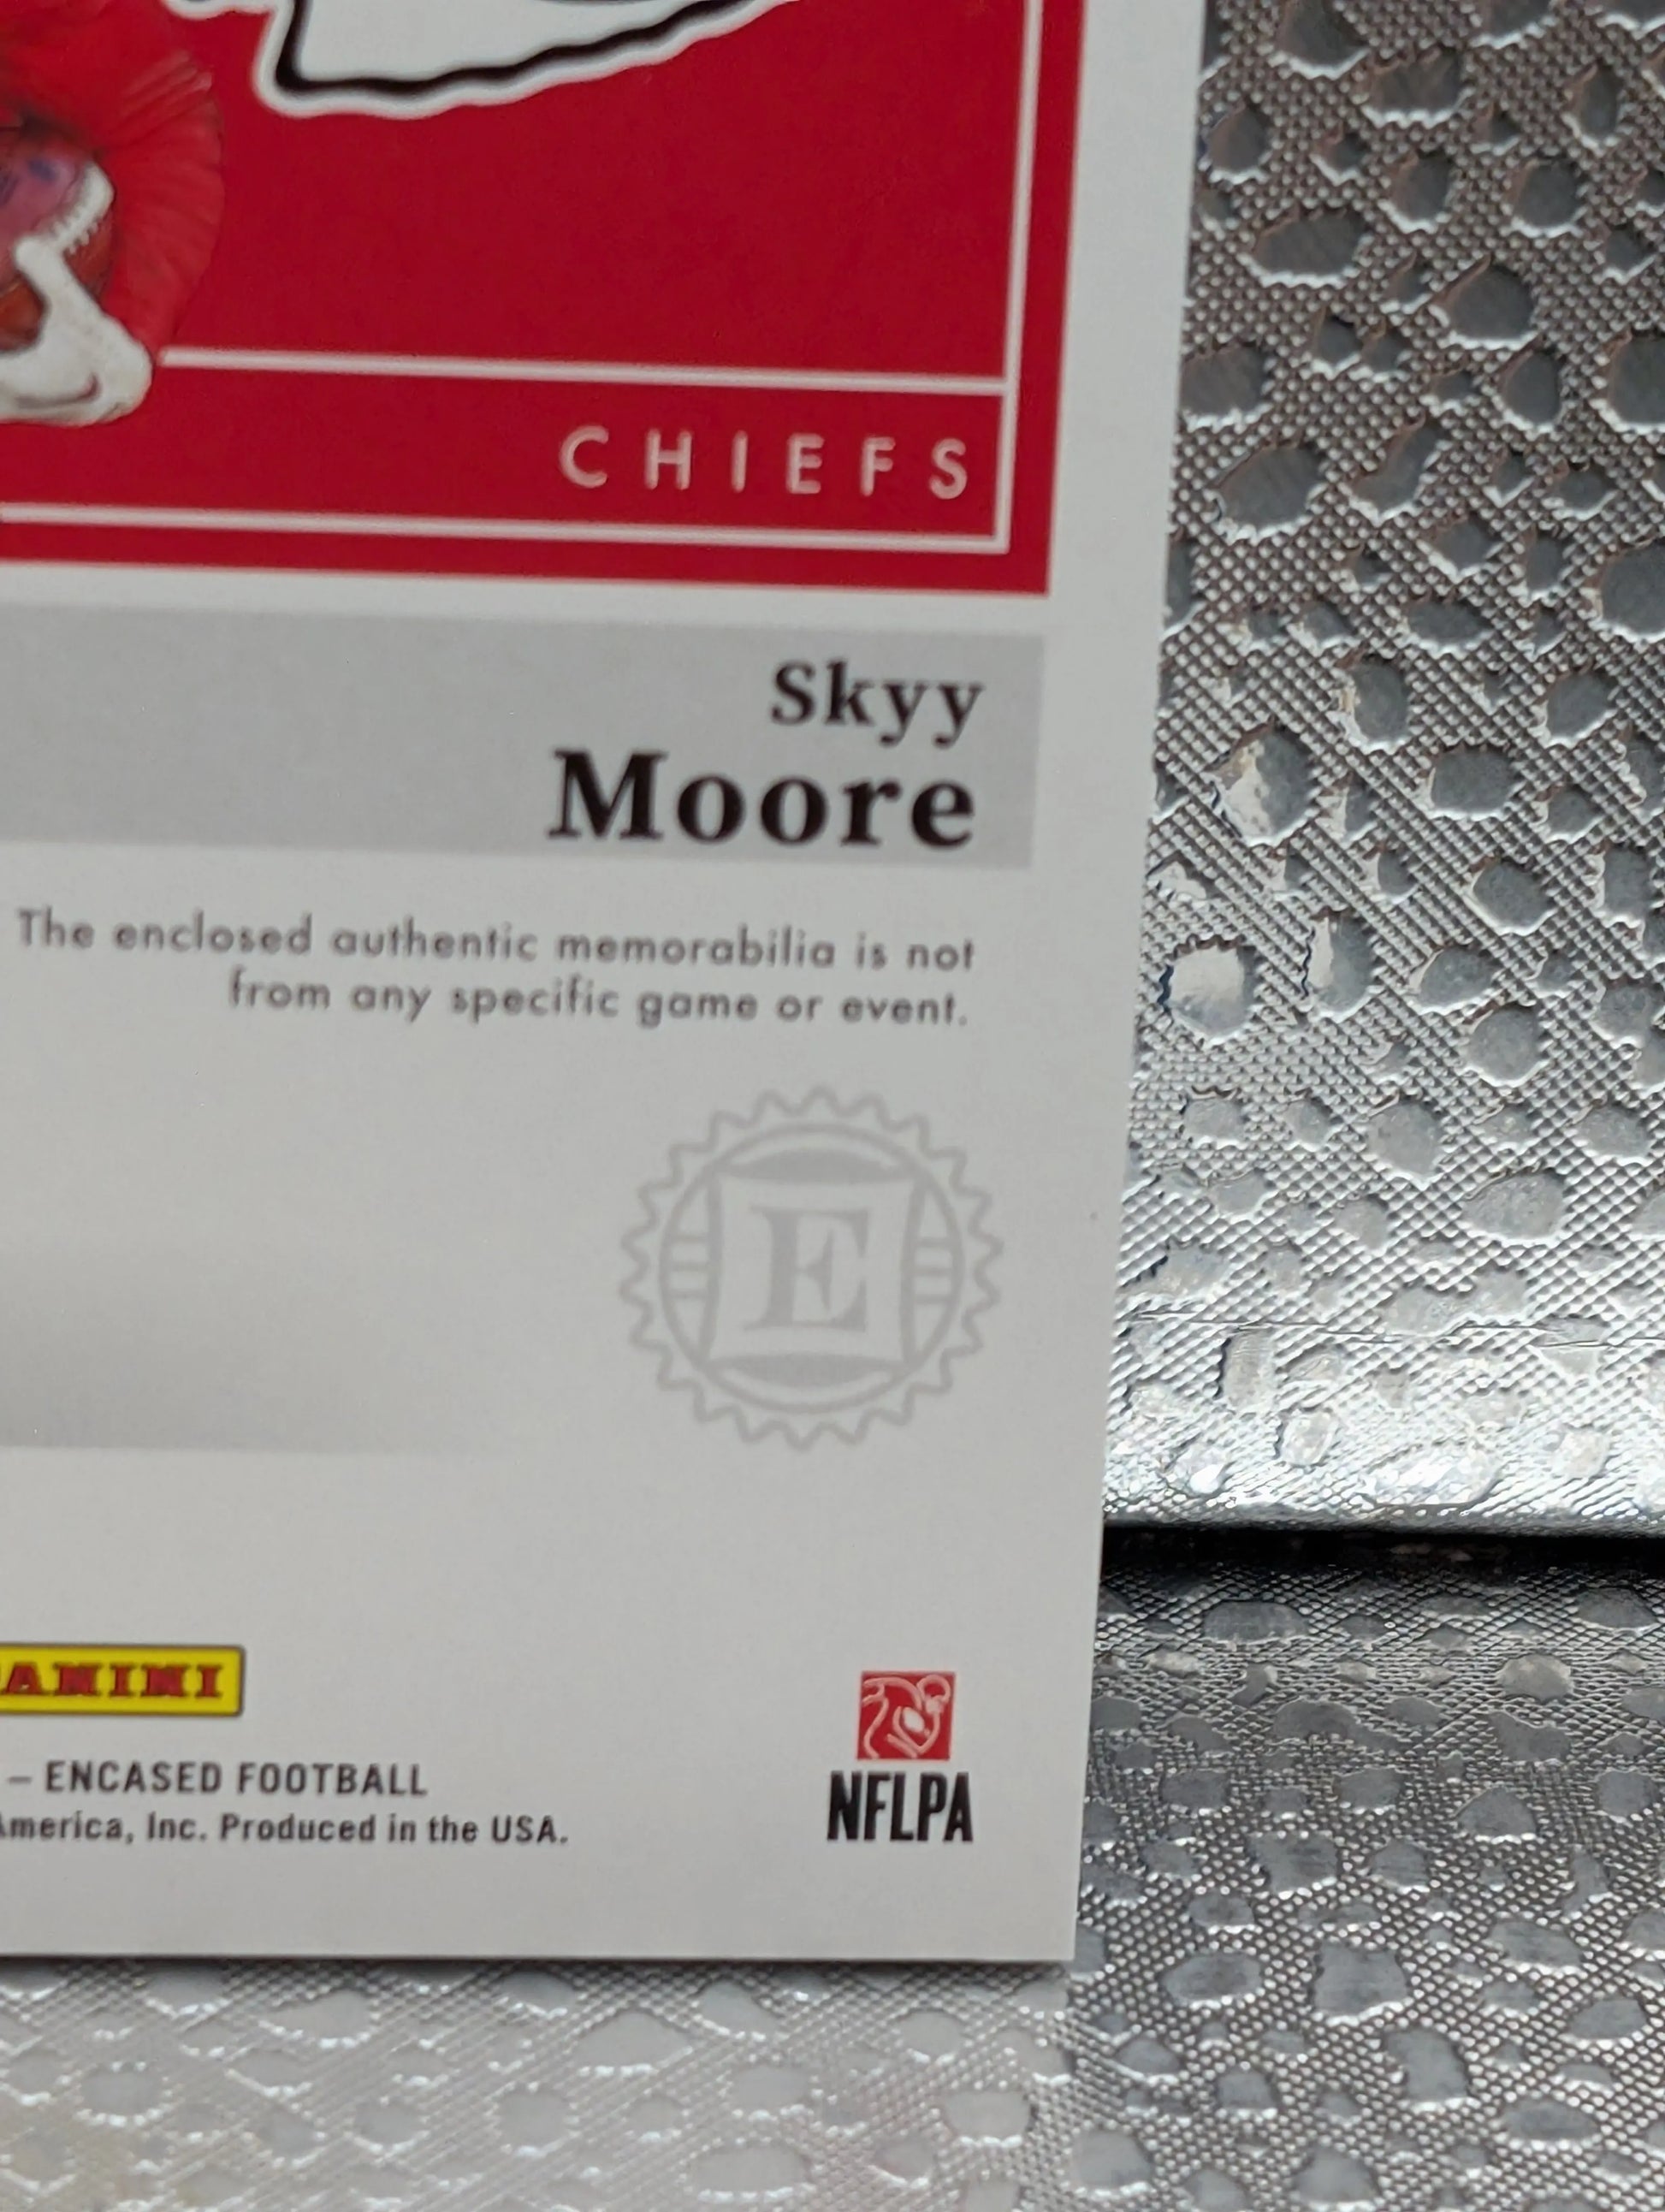 CHIEFS
Skyy
Moore
The enclosed authentic memorabilia is not
from any specific game or event.
E
PANINI
– ENCASED FOOTBALL
America, Inc. Produced in the USA.
NFLPA